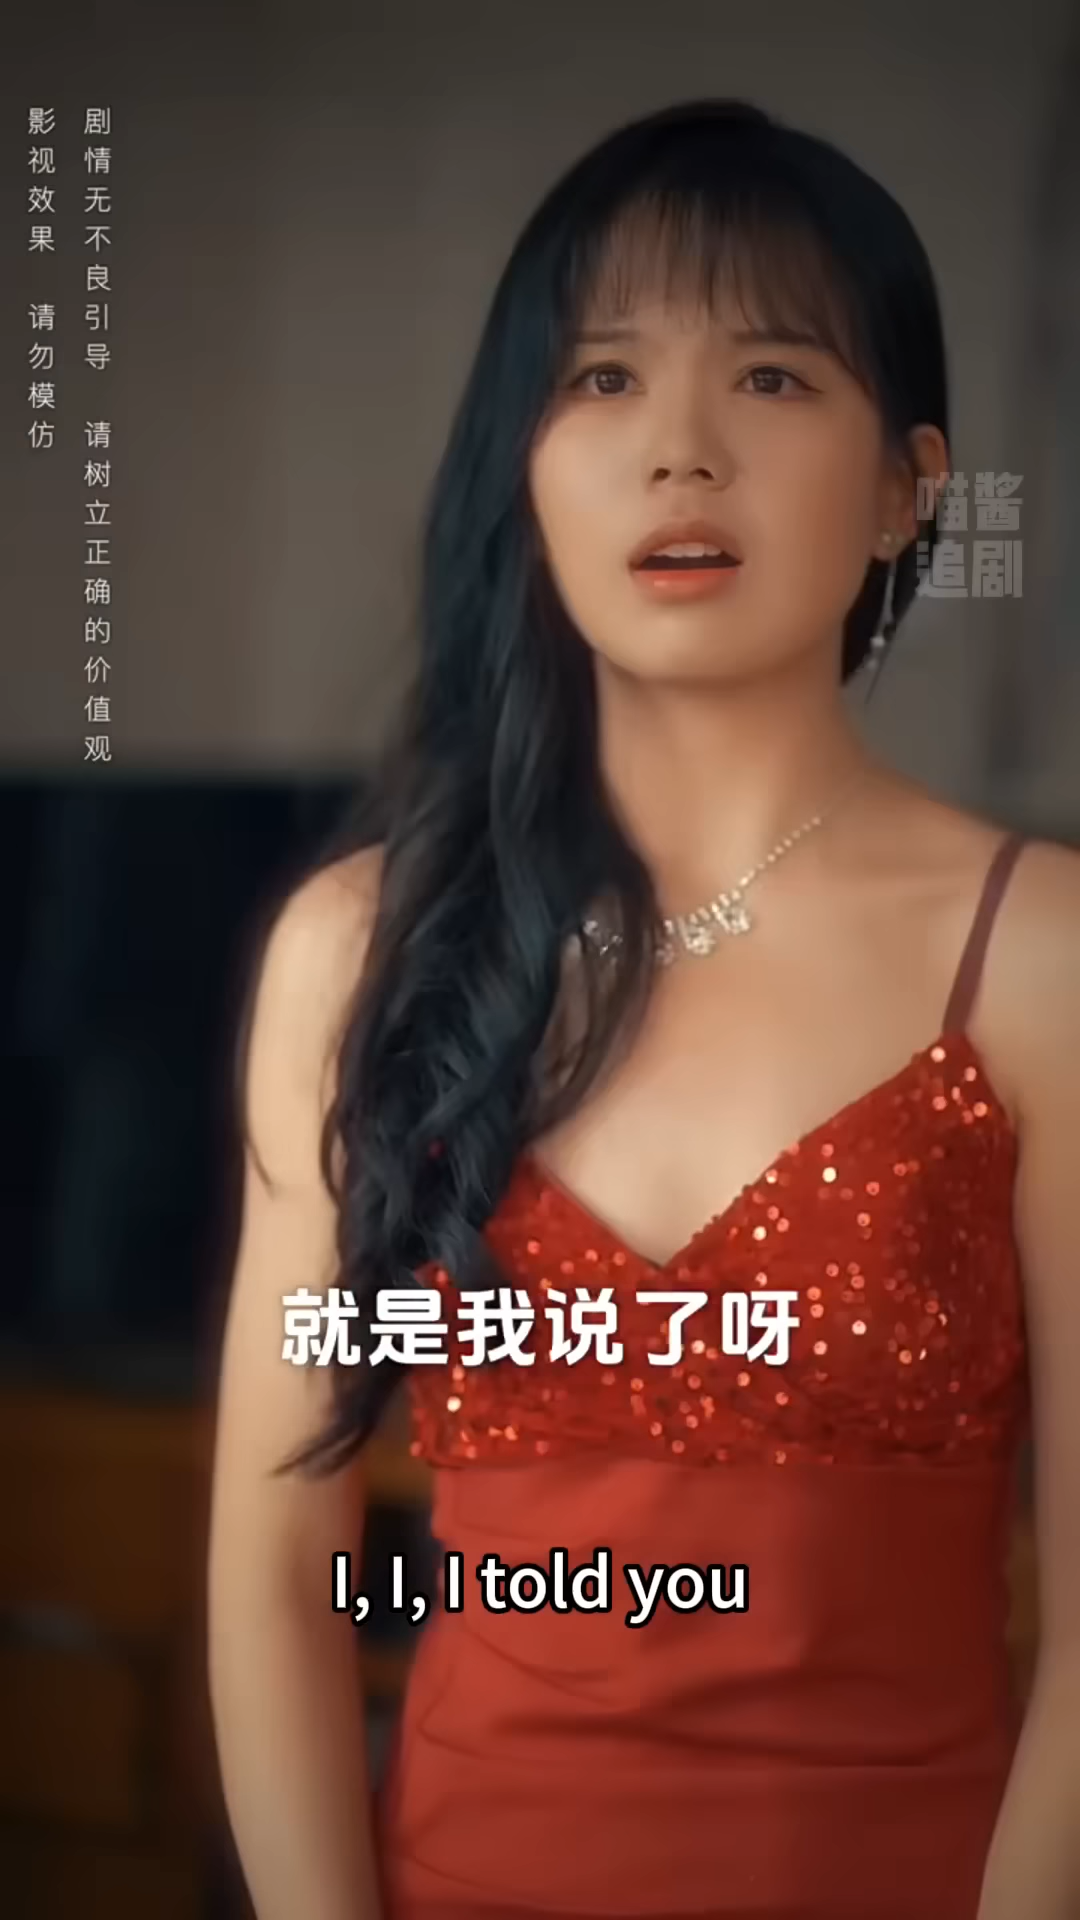 剧情无不良引导 请树立正确的价值观
影视效果 请勿模仿
喵酱
追剧
就是我说了呀
I, I, I told you